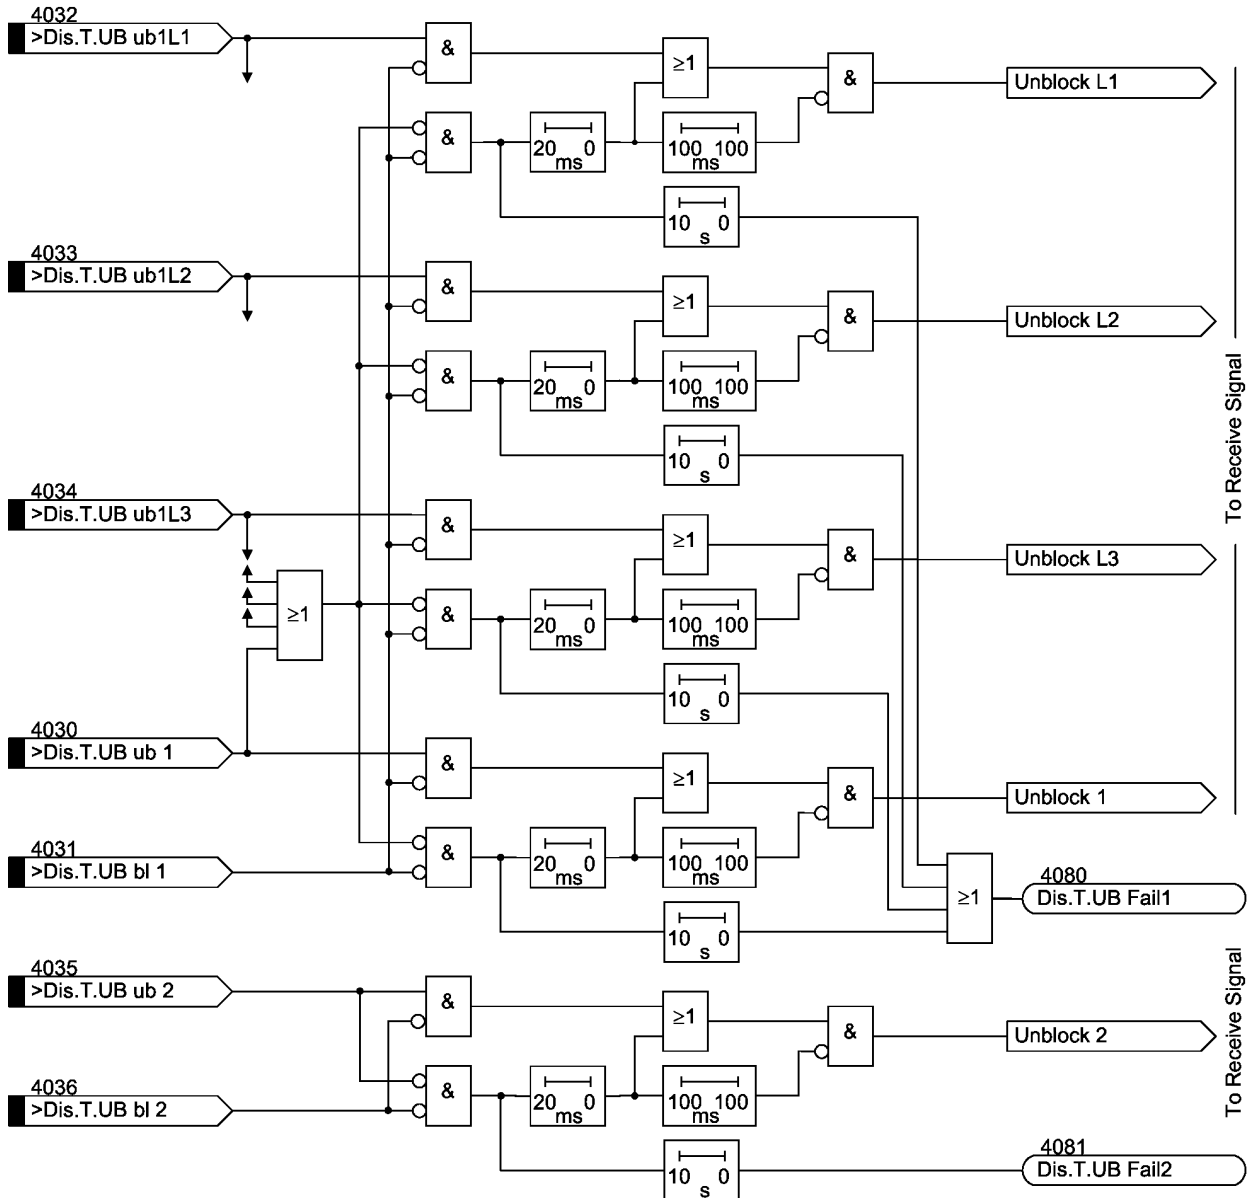 4032
>Dis.T.UB ub1L1
&
≥1
&
Unblock L1
&
20 0
ms
100 100
ms
10 0
s
4033
>Dis.T.UB ub1L2
&
≥1
&
Unblock L2
&
20 0
ms
100 100
ms
10 0
s
To Receive Signal
4034
>Dis.T.UB ub1L3
&
≥1
&
Unblock L3
≥1
&
20 0
ms
100 100
ms
10 0
s
4030
>Dis.T.UB ub 1
&
≥1
&
Unblock 1
4031
>Dis.T.UB bl 1
&
20 0
ms
100 100
ms
10 0
s
≥1
4080
Dis.T.UB Fail1
4035
>Dis.T.UB ub 2
&
≥1
&
Unblock 2
To Receive Signal
4036
>Dis.T.UB bl 2
&
20 0
ms
100 100
ms
10 0
s
4081
Dis.T.UB Fail2